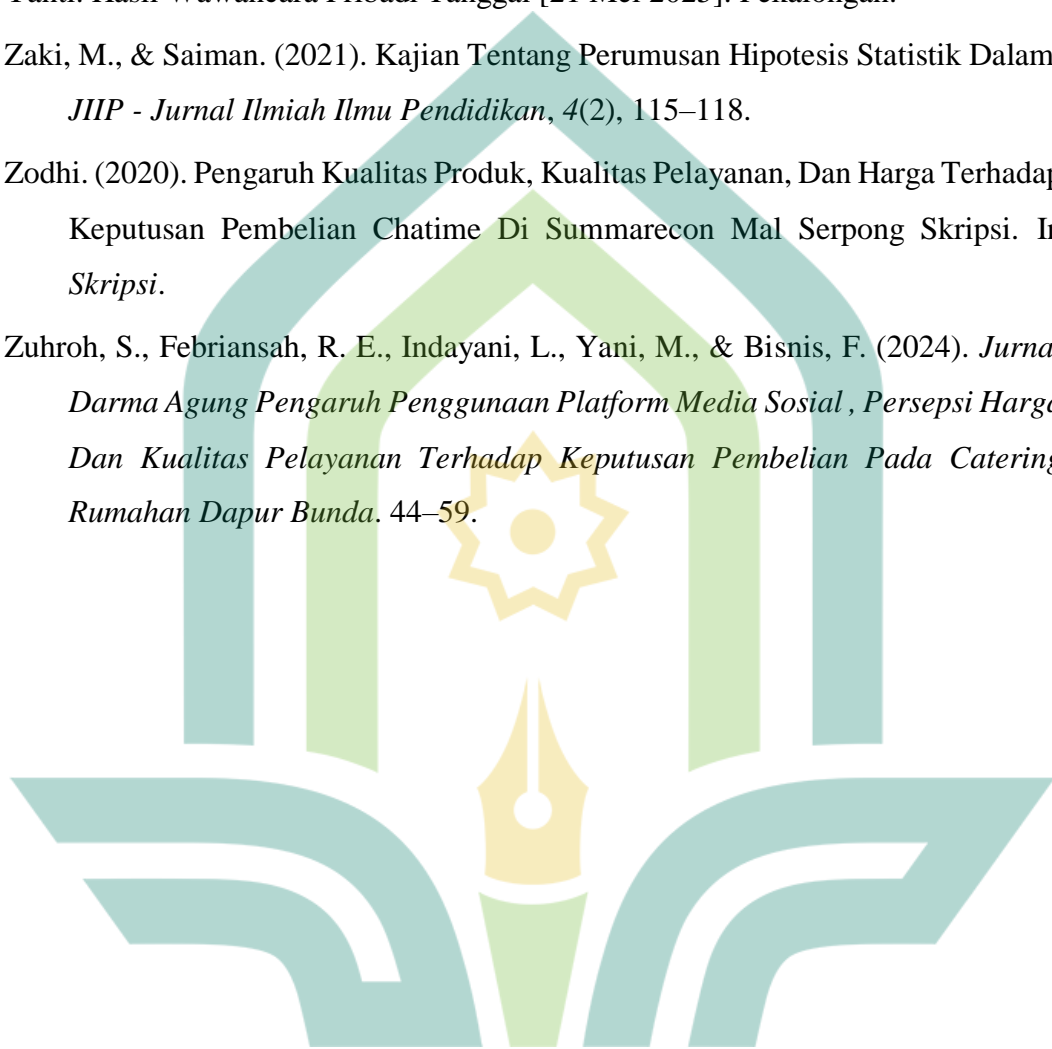 Zaki, M., & Saiman. (2021). Kajian Tentang Perumusan Hipotesis Statistik Dalam
JIIP - Jurnal Ilmiah Ilmu Pendidikan, 4(2), 115–118.
Zodhi. (2020). Pengaruh Kualitas Produk, Kualitas Pelayanan, Dan Harga Terhadap
Keputusan Pembelian Chatime Di Summarecon Mal Serpong Skripsi. In
Skripsi.
Zuhroh, S., Febriansah, R. E., Indayani, L., Yani, M., & Bisnis, F. (2024). Jurnal
Darma Agung Pengaruh Penggunaan Platform Media Sosial , Persepsi Harga
Dan Kualitas Pelayanan Terhadap Keputusan Pembelian Pada Catering
Rumahan Dapur Bunda. 44–59.